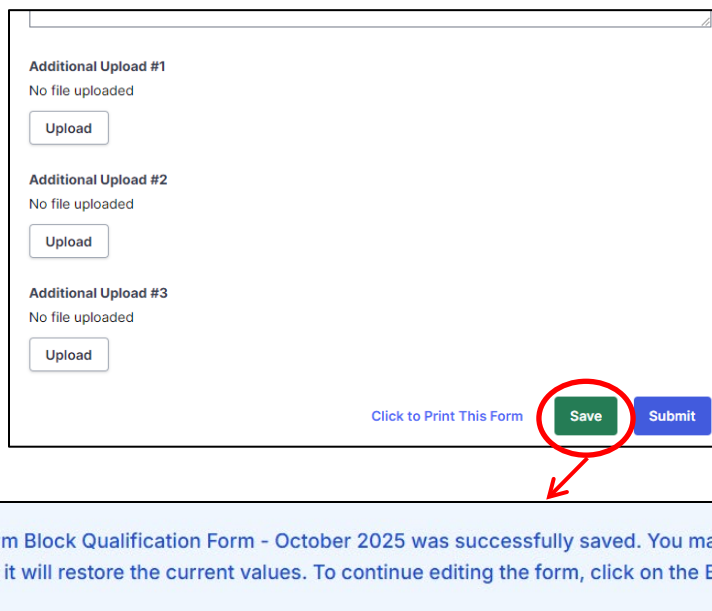 Additional Upload #1
No file uploaded
Upload
Additional Upload #2
No file uploaded
Upload
Additional Upload #3
No file uploaded
Upload
Click to Print This Form Save Submit
Block Qualification Form - October 2025 was successfully saved. You
it will restore the current values. To continue editing the form, click on the